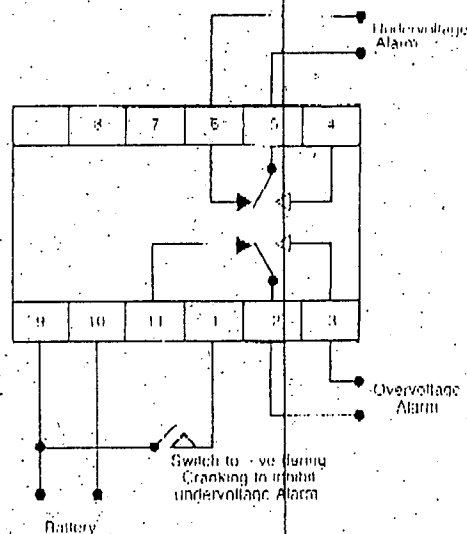 Undervoltage
Alarm
8 7 6 5 4
9 10 11 1 2 3
Overvoltage
Alarm
Switch to -ve during
Cranking to inhibit
undervoltage Alarm
Battery